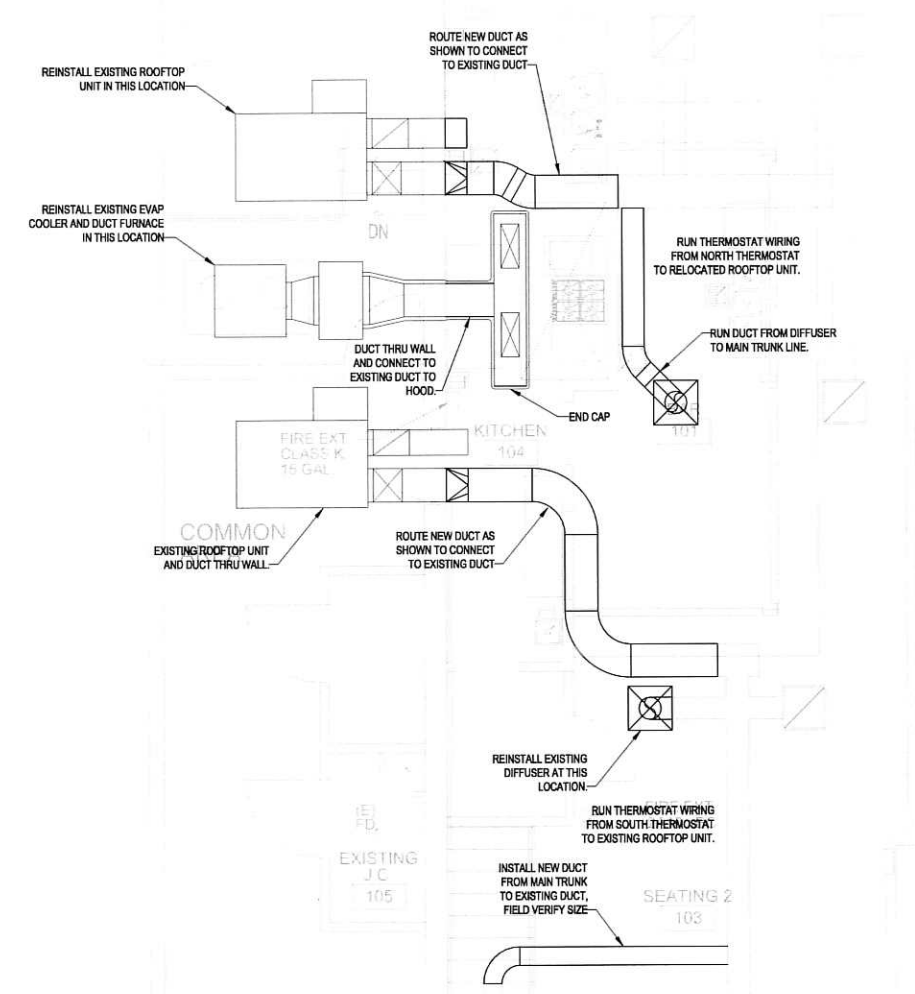 ROUTE NEW DUCT AS
SHOWN TO CONNECT
TO EXISTING DUCT
REINSTALL EXISTING ROOFTOP
UNIT IN THIS LOCATION
REINSTALL EXISTING EVAP
COOLER AND DUCT FURNACE
IN THIS LOCATION
DN
RUN THERMOSTAT WIRING
FROM NORTH THERMOSTAT
TO RELOCATED ROOFTOP UNIT.
RUN DUCT FROM DIFFUSER
TO MAIN TRUNK LINE.
DUCT THRU WALL
AND CONNECT TO
EXISTING DUCT TO
HOOD.
END CAP
KITCHEN
104
101
FIRE EXT
CLASS K
15 GAL
COMMON
EXISTING ROOFTOP UNIT
AND DUCT THRU WALL.
ROUTE NEW DUCT AS
SHOWN TO CONNECT
TO EXISTING DUCT
REINSTALL EXISTING
DIFFUSER AT THIS
LOCATION.
RUN THERMOSTAT WIRING
FROM SOUTH THERMOSTAT
TO EXISTING ROOFTOP UNIT.
(E)
FD.
EXISTING
J.C
105
INSTALL NEW DUCT
FROM MAIN TRUNK
TO EXISTING DUCT,
FIELD VERIFY SIZE
SEATING 2
103